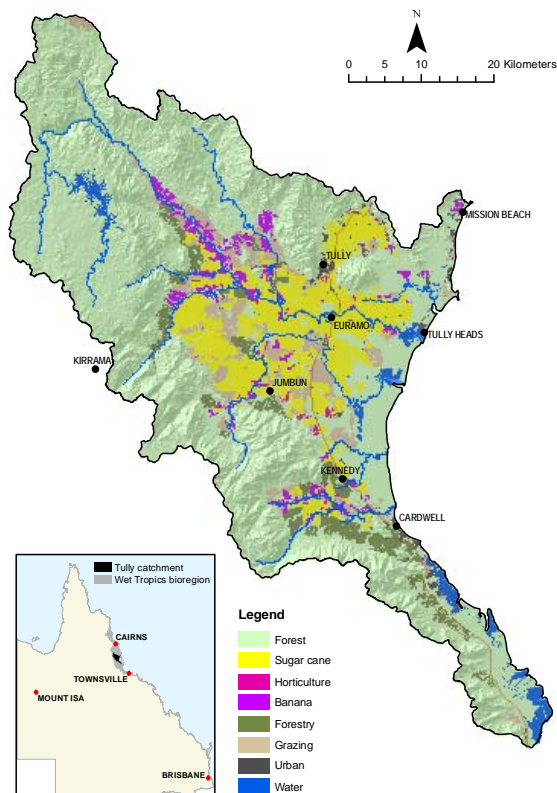 N
0 5 10 20 Kilometers
MISSION BEACH
TULLY
EURAMO
TULLY HEADS
KIRRAMA
JUMBUN
KENNEDY
CARDWELL
Tully catchment
Wet Tropics bioregion
CAIRNS
TOWNSVILLE
MOUNT ISA
BRISBANE
Legend
Forest
Sugar cane
Horticulture
Banana
Forestry
Grazing
Urban
Water